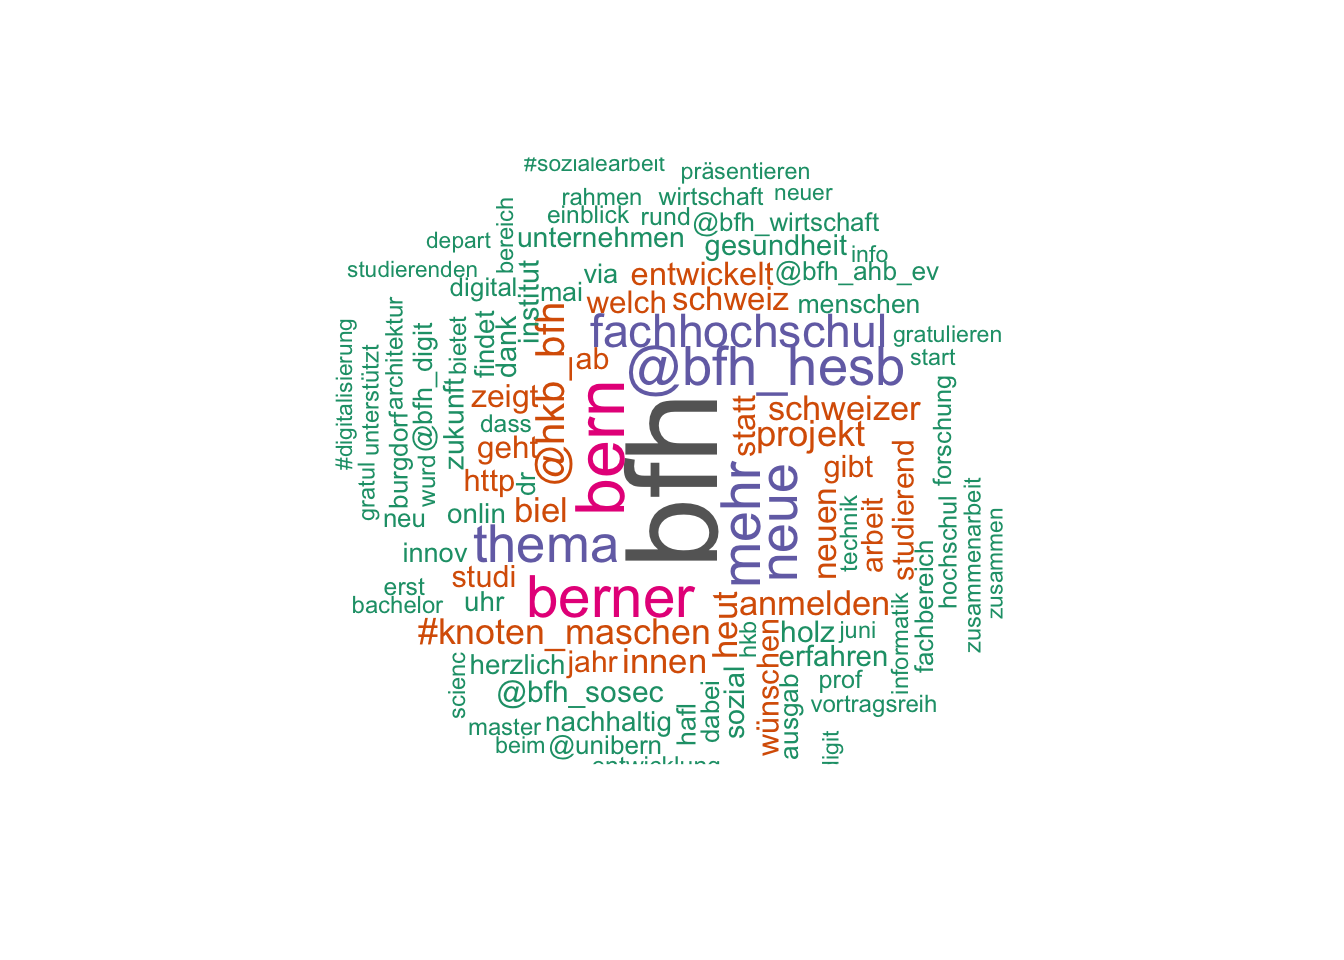 #sozialearbeit
präsentieren
rahmen
wirtschaft
neuer
einblick
rund
@bfh_wirtschaft
bereich
depart
unternehmen
gesundheit
info
studierenden
digital
institut
mai
via
entwickelt
@bfh_ahb_ev
welch
schweiz
menschen
fachhochschul
gratulieren
@hkb_bfh
_ab
@bfh_hesb
start
#digitalisierung
unterstützt
architektur
@bfh_digit
bietet
findet
dank
zeigt
bern
bfh
statt
schweizer
forschung
gratul
burgdorf
wurd
zukunft
dass
geht
projekt
http
dr
mehr
neue
gibt
studierend
neu
onlin
biel
neuen
technik
arbeit
hochschul
zusammenarbeit
zusammen
innov
thema
fachbereich
erst
studi
bachelor
uhr
berner
heut
anmelden
informatik
#knoten_maschen
hkb
wünschen
holz
juni
scienc
herzlich
jahr
innen
erfahren
@bfh_sosec
hafl
dabei
sozial
ausgab
prof
vortragsreih
master
nachhaltig
beim
@unibern
digit
entwicklung